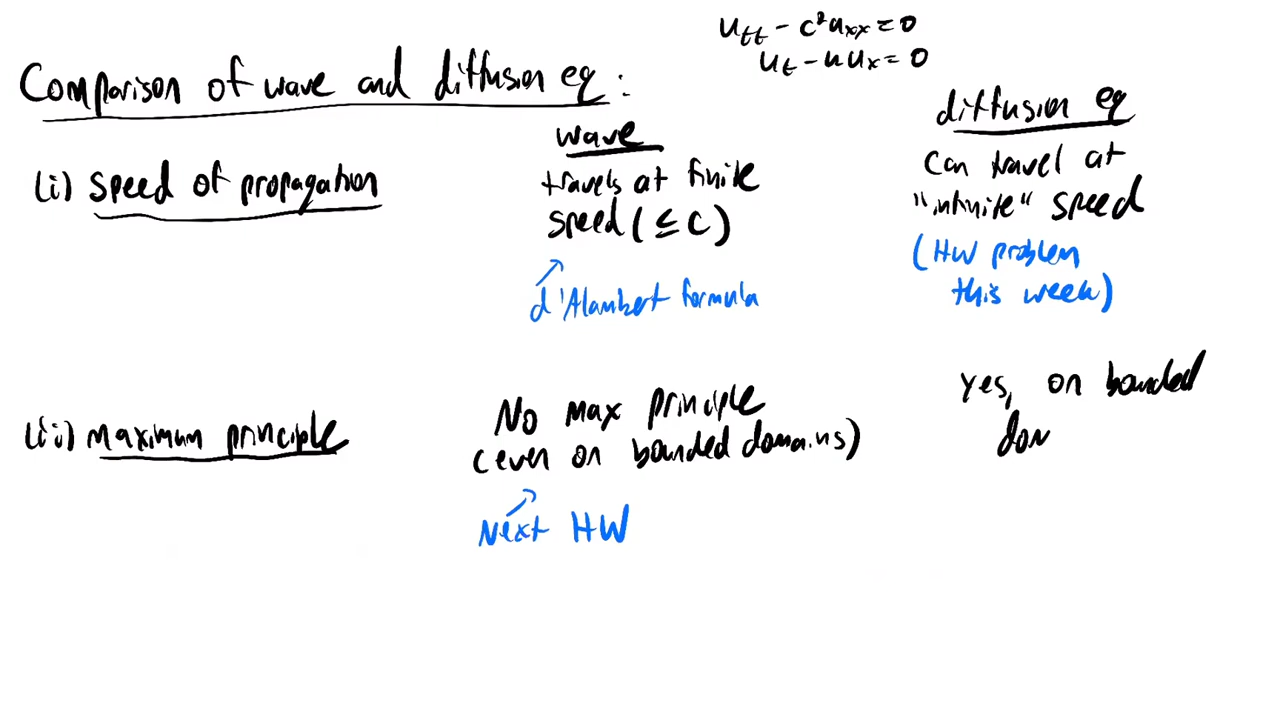 u_tt - c²u_xx = 0
u_t - k u_x = 0
Comparison of wave and diffusion eq:
wave
diffusion eq
(i) speed of propagation
travels at finite
speed (≤ c)
d'Alambert formula
can travel at
"infinite" speed
(HW problem
this week)
(ii) maximum principle
No max principle
(even on bounded domains)
Next HW
yes, on bounded
dom